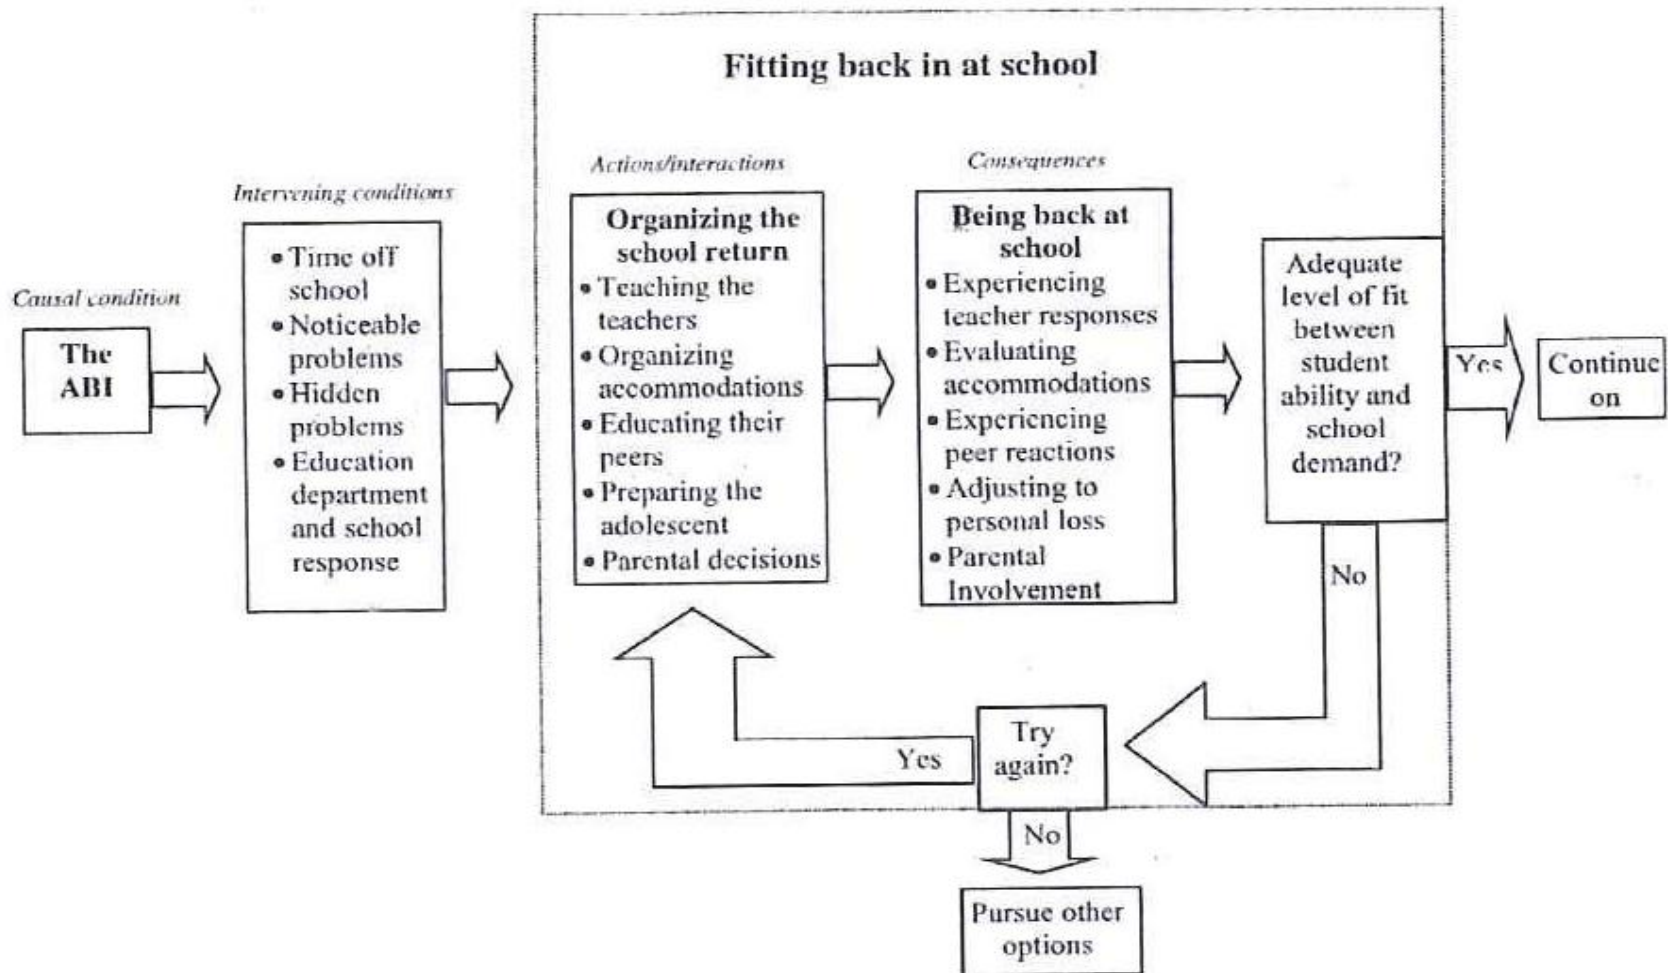 Fitting back in at school
Causal condition
The
ABI
Intervening conditions
• Time off
school
• Noticeable
problems
• Hidden
problems
• Education
department
and school
response
Actions/interactions
Organizing the
school return
• Teaching the
teachers
• Organizing
accommodations
• Educating their
peers
• Preparing the
adolescent
• Parental decisions
Consequences
Being back at
school
• Experiencing
teacher responses
• Evaluating
accommodations
• Experiencing
peer reactions
• Adjusting to
personal loss
• Parental
Involvement
Adequate
level of fit
between
student
ability and
school
demand?
Yes
Continue
on
No
Try
again?
Yes
No
Pursue other
options